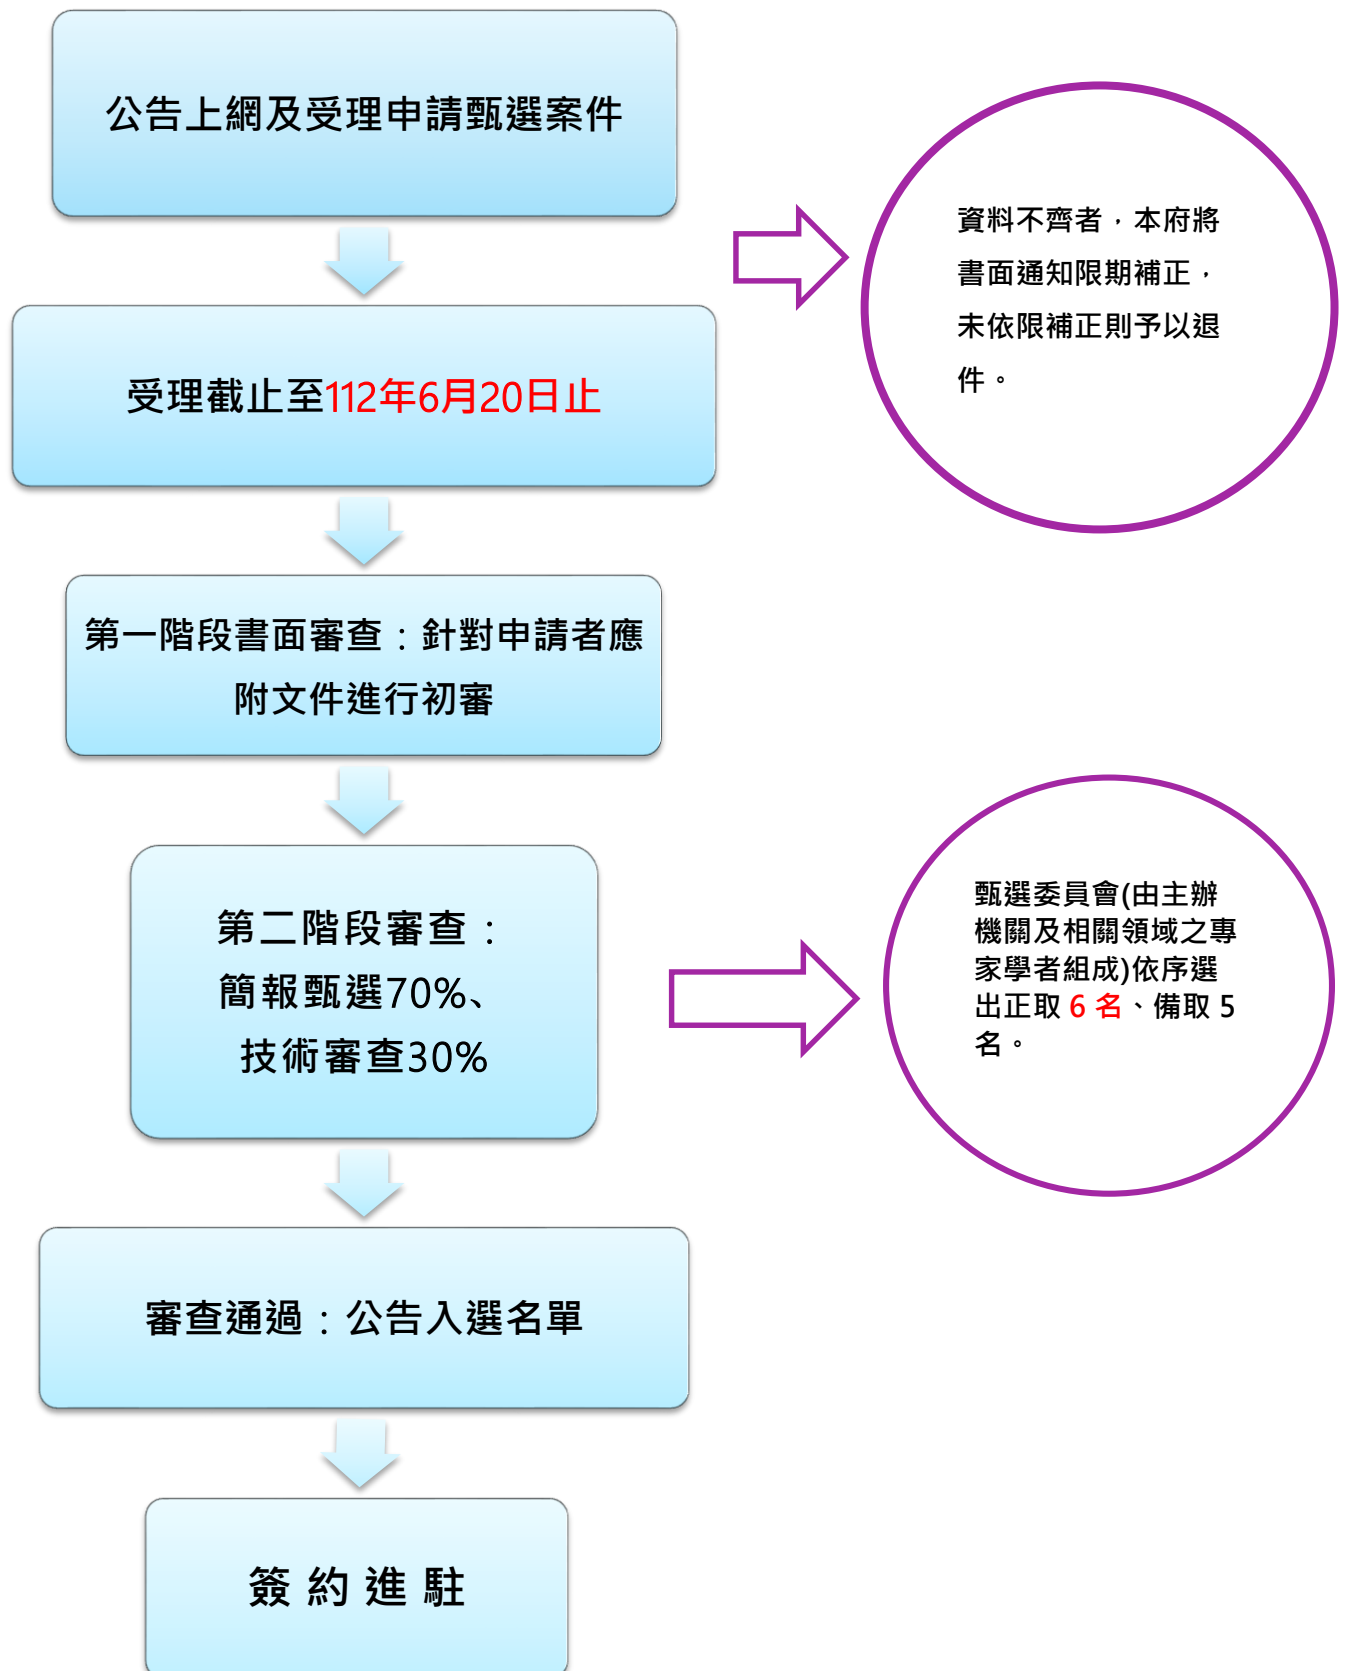 公告上網及受理申請甄選案件
資料不齊者，本府將
書面通知限期補正，
未依限補正則予以退
件。
受理截止至112年6月20日止
第一階段書面審查：針對申請者應
附文件進行初審
第二階段審查：
簡報甄選70%、
技術審查30%
甄選委員會(由主辦
機關及相關領域之專
家學者組成)依序選
出正取 6 名、備取 5
名。
審查通過：公告入選名單
簽約進駐